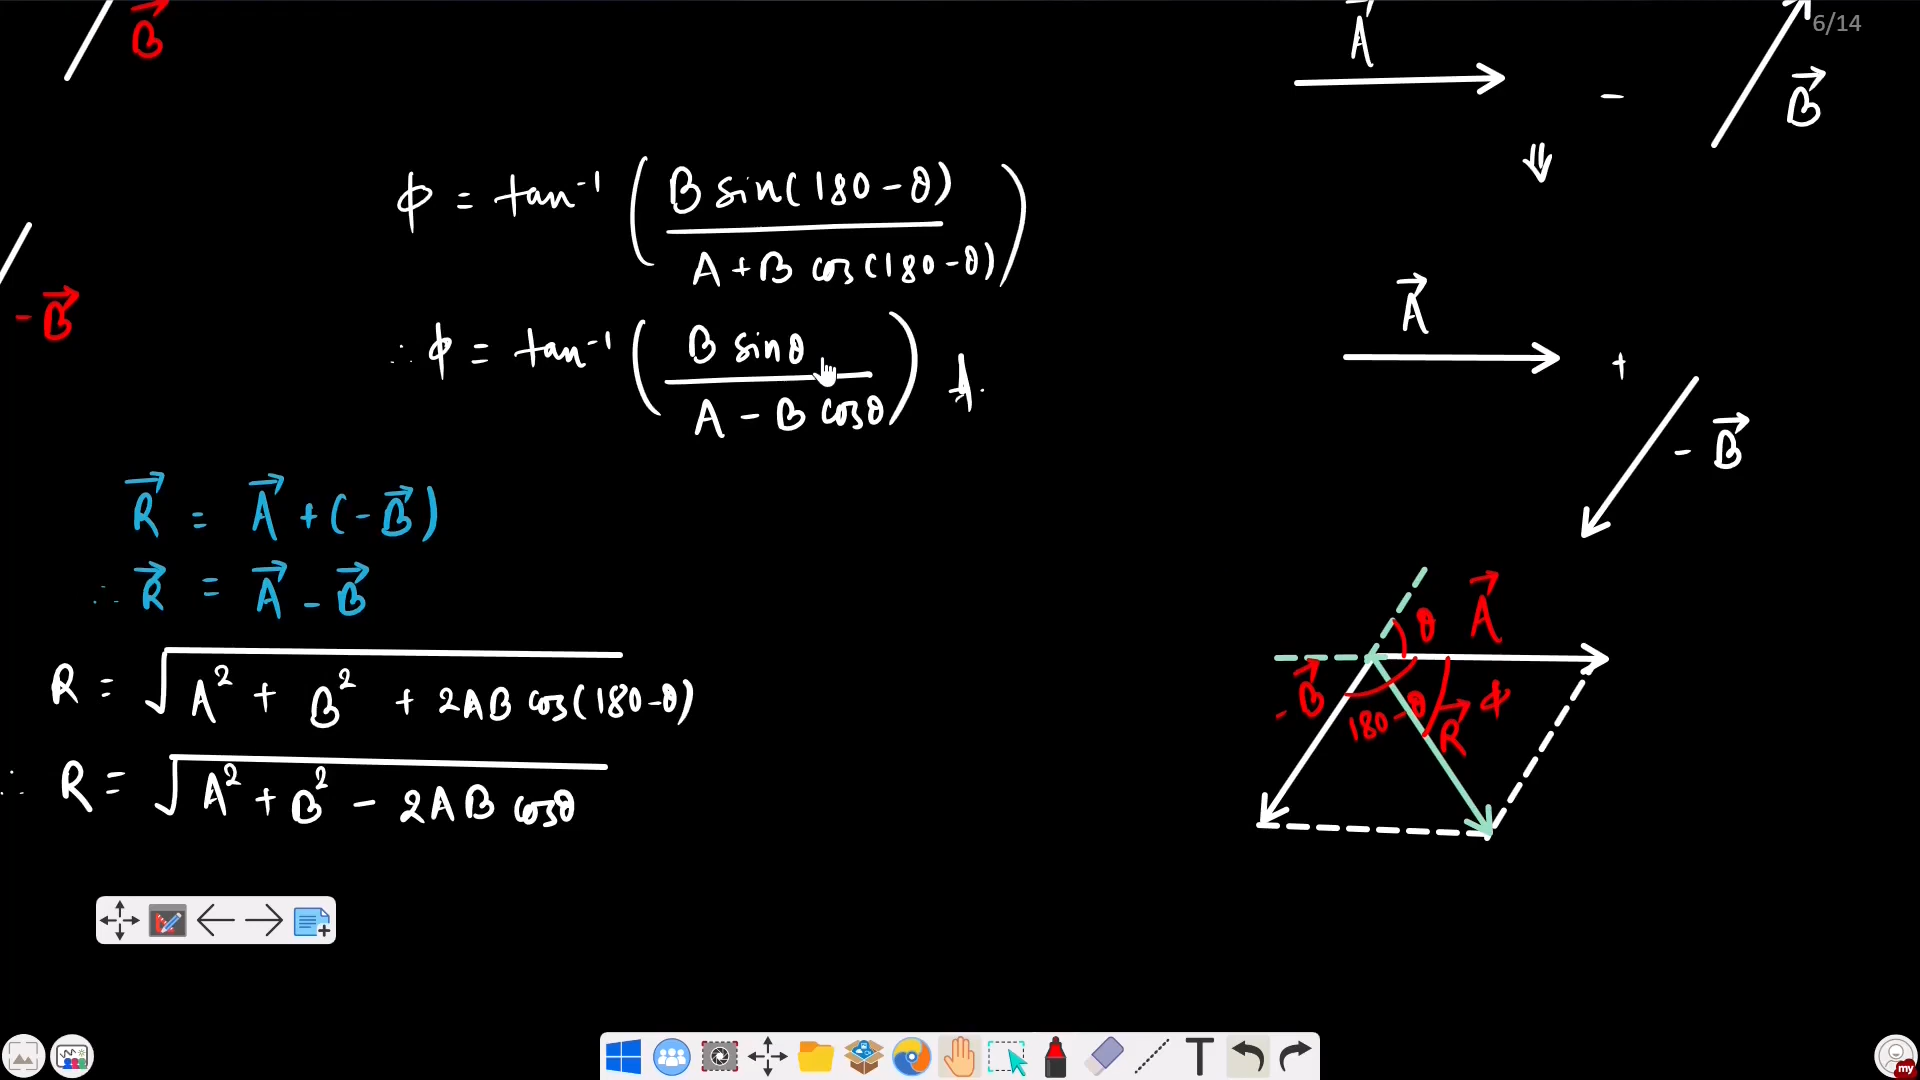 B⃗
A⃗
6/14
-
B⃗
⇓
ϕ = tan⁻¹ ( B sin(180-θ) / A+B cos(180-θ) )
A⃗
-B⃗
∴ ϕ = tan⁻¹ ( B sinθ / A - B cosθ )
+
-B⃗
R⃗ = A⃗ + (-B⃗)
∴ R⃗ = A⃗ - B⃗
θ A⃗
R = √A² + B² + 2AB cos(180-θ)
-B⃗ 180-θ R⃗ ϕ
∴ R = √A² + B² - 2AB cosθ
T
my